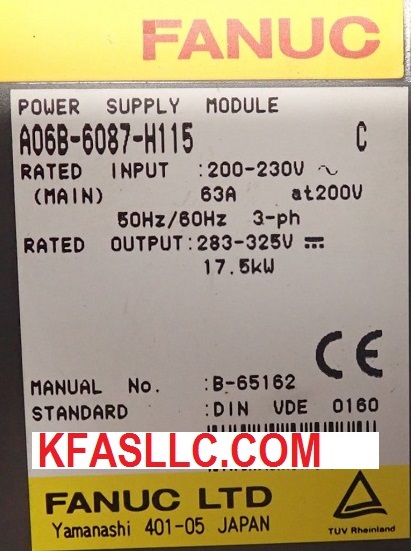 FANUC
POWER SUPPLY MODULE
A06B-6087-H115 C
RATED INPUT :200-230V ~
(MAIN) 63A at200V
50Hz/60Hz 3-ph
RATED OUTPUT:283-325V ⎓
17.5kW
CE
MANUAL No. :B-65162
STANDARD :DIN VDE 0160
KFASLLC.COM
FANUC LTD
Yamanashi 401-05 JAPAN
TUV Rheinland